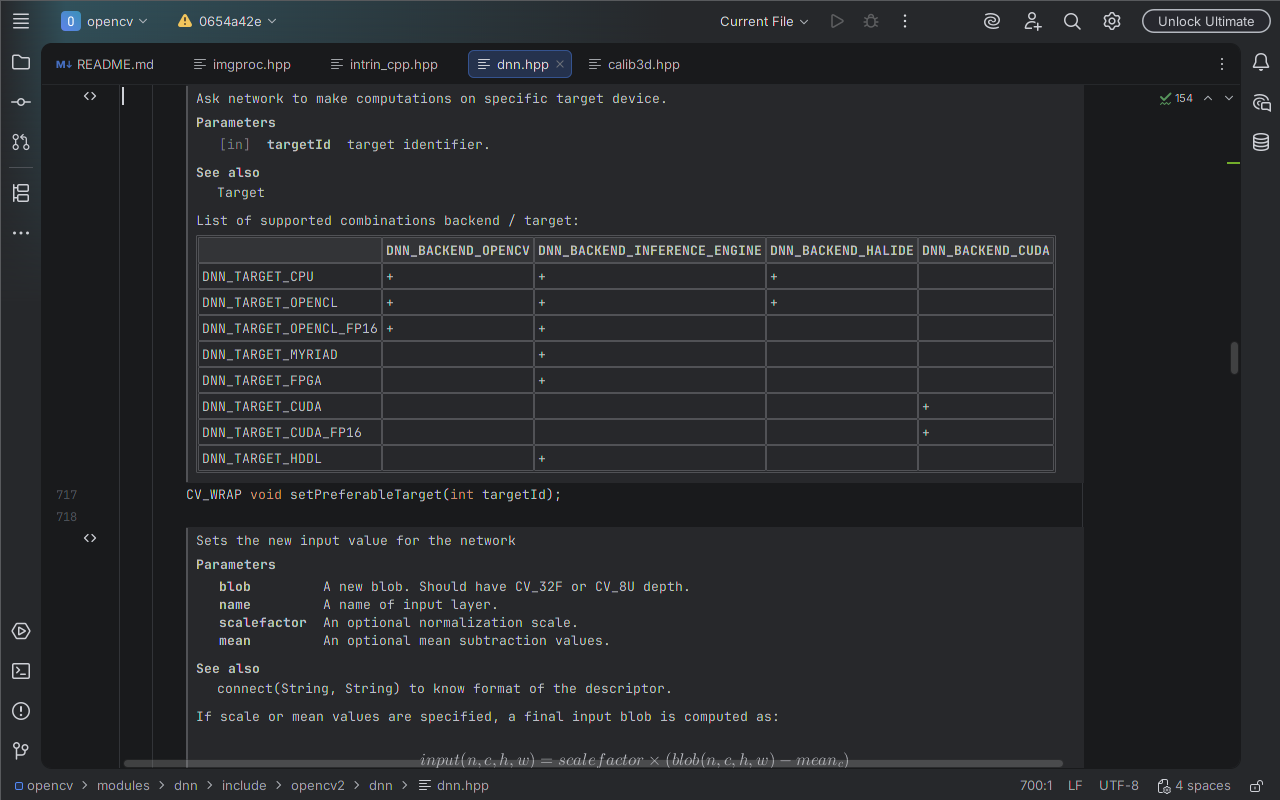 opencv
0654a42e
Current File
Unlock Ultimate
README.md
imgproc.hpp
intrin_cpp.hpp
dnn.hpp
calib3d.hpp
154
Ask network to make computations on specific target device.
Parameters
[in] targetId target identifier.
See also
Target
List of supported combinations backend / target:
DNN_BACKEND_OPENCV DNN_BACKEND_INFERENCE_ENGINE DNN_BACKEND_HALIDE DNN_BACKEND_CUDA
DNN_TARGET_CPU + + +
DNN_TARGET_OPENCL + + +
DNN_TARGET_OPENCL_FP16 + +
DNN_TARGET_MYRIAD +
DNN_TARGET_FPGA +
DNN_TARGET_CUDA +
DNN_TARGET_CUDA_FP16 +
DNN_TARGET_HDDL +
717 CV_WRAP void setPreferableTarget(int targetId);
718
Sets the new input value for the network
Parameters
blob A new blob. Should have CV_32F or CV_8U depth.
name A name of input layer.
scalefactor An optional normalization scale.
mean An optional mean subtraction values.
See also
connect(String, String) to know format of the descriptor.
If scale or mean values are specified, a final input blob is computed as:
input(n, c, h, w) = scalefactor × (blob(n, c, h, w) − mean_c)
opencv > modules > dnn > include > opencv2 > dnn > dnn.hpp
700:1
LF
UTF-8
4 spaces